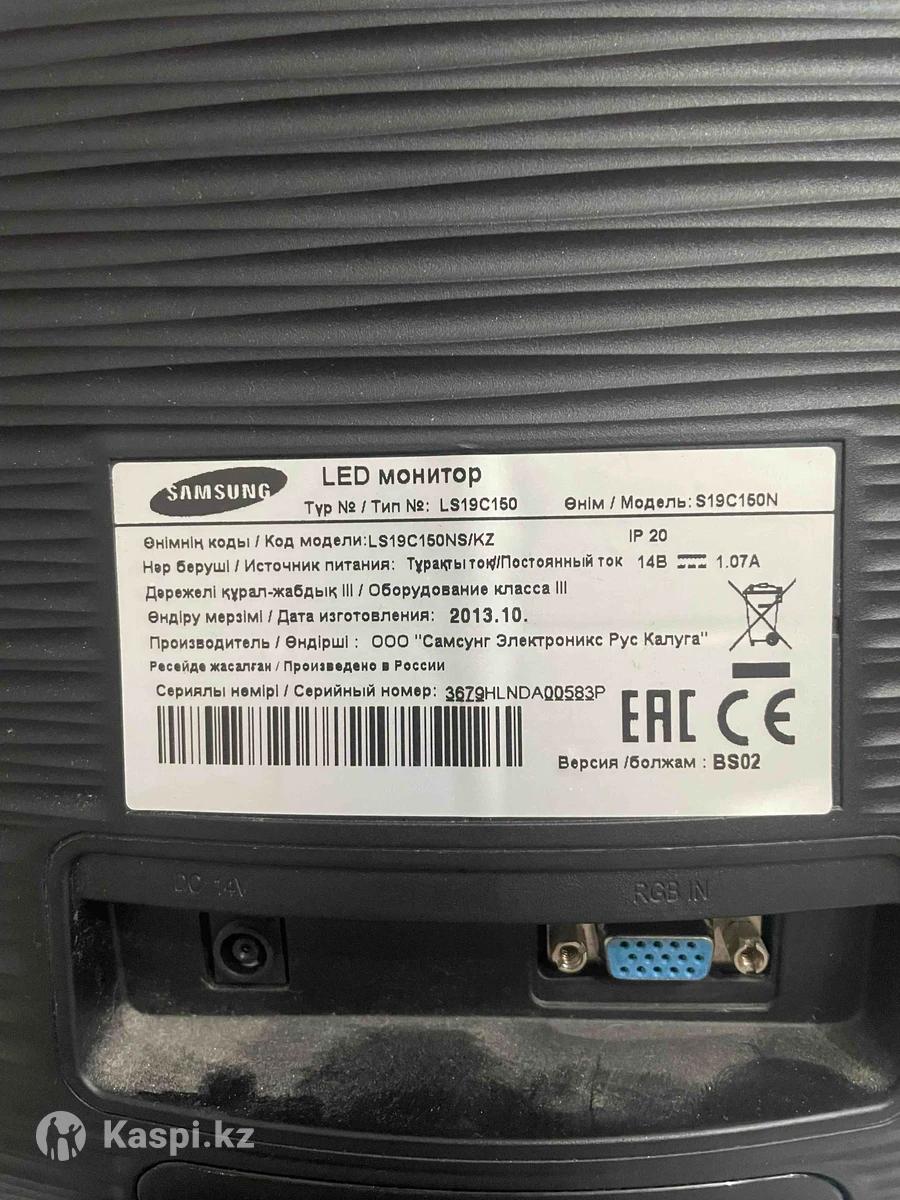 SAMSUNG
LED монитор
Түр № / Тип №: LS19C150 Өнім / Модель: S19C150N
Өнімнің коды / Код модели:LS19C150NS/KZ IP 20
Нәр беруші / Источник питания: Тұрақты ток//Постоянный ток 14В 1.07А
Дәрежелі құрал-жабдық III / Оборудование класса III
Өндіру мерзімі / Дата изготовления: 2013.10.
Производитель / Өндірші : ООО "Самсунг Электроникс Рус Калуга"
Ресейде жасалған / Произведено в России
Сериялы немірі / Серийный номер: 3679HLNDA00583P
EAC CE
Версия /болжам : BS02
DC 14V RGB IN
Kaspi.kz